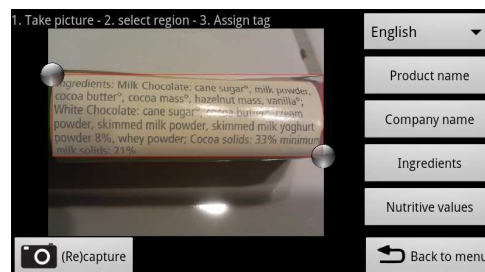 1. Take picture - 2. select region - 3. Assign tag
Ingredients: Milk Chocolate: cane sugar°, milk powder,
cocoa butter°, cocoa mass°, hazelnut mass, vanilla°;
White Chocolate: cane sugar°, cocoa butter°, cream
powder, skimmed milk powder, skimmed milk yoghurt
powder 8%, whey powder; Cocoa solids: 33% minimum
milk solids: 21%
(Re)capture
English
Product name
Company name
Ingredients
Nutritive values
Back to menu